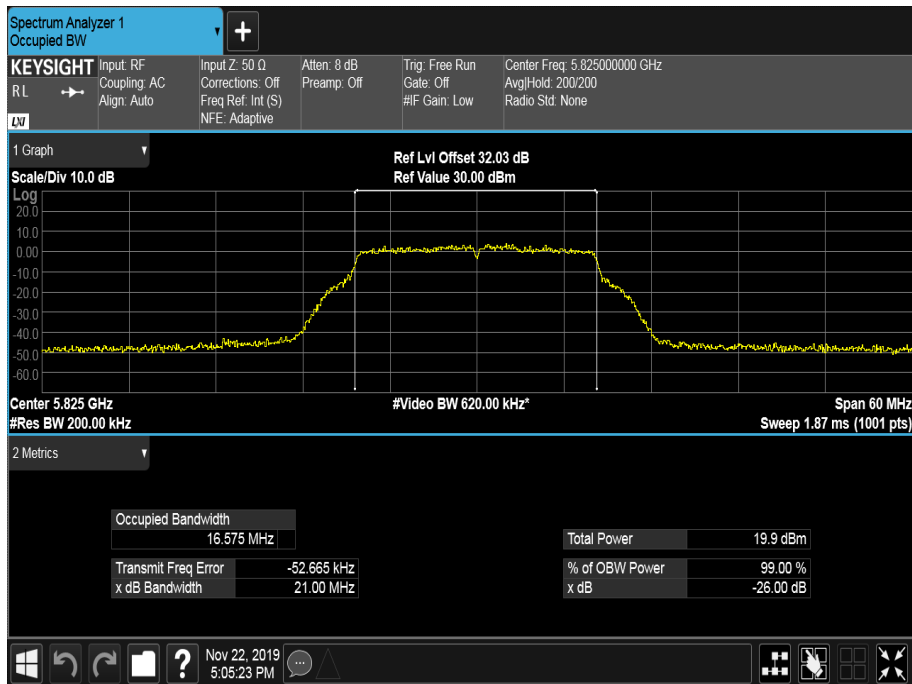 Spectrum Analyzer 1
Occupied BW
▼
+
KEYSIGHT
R L
LXI
Input: RF
Coupling: AC
Align: Auto
Input Z: 50 Ω
Corrections: Off
Freq Ref: Int (S)
NFE: Adaptive
Atten: 8 dB
Preamp: Off
Trig: Free Run
Gate: Off
#IF Gain: Low
Center Freq: 5.825000000 GHz
Avg|Hold: 200/200
Radio Std: None
1 Graph
▼
Scale/Div 10.0 dB
Ref Lvl Offset 32.03 dB
Ref Value 30.00 dBm
Log
20.0
10.0
0.00
-10.0
-20.0
-30.0
-40.0
-50.0
-60.0
Center 5.825 GHz
#Res BW 200.00 kHz
#Video BW 620.00 kHz*
Span 60 MHz
Sweep 1.87 ms (1001 pts)
2 Metrics
▼
Occupied Bandwidth
16.575 MHz
Transmit Freq Error -52.665 kHz
x dB Bandwidth 21.00 MHz
Total Power 19.9 dBm
% of OBW Power 99.00 %
x dB -26.00 dB
?
Nov 22, 2019
5:05:23 PM